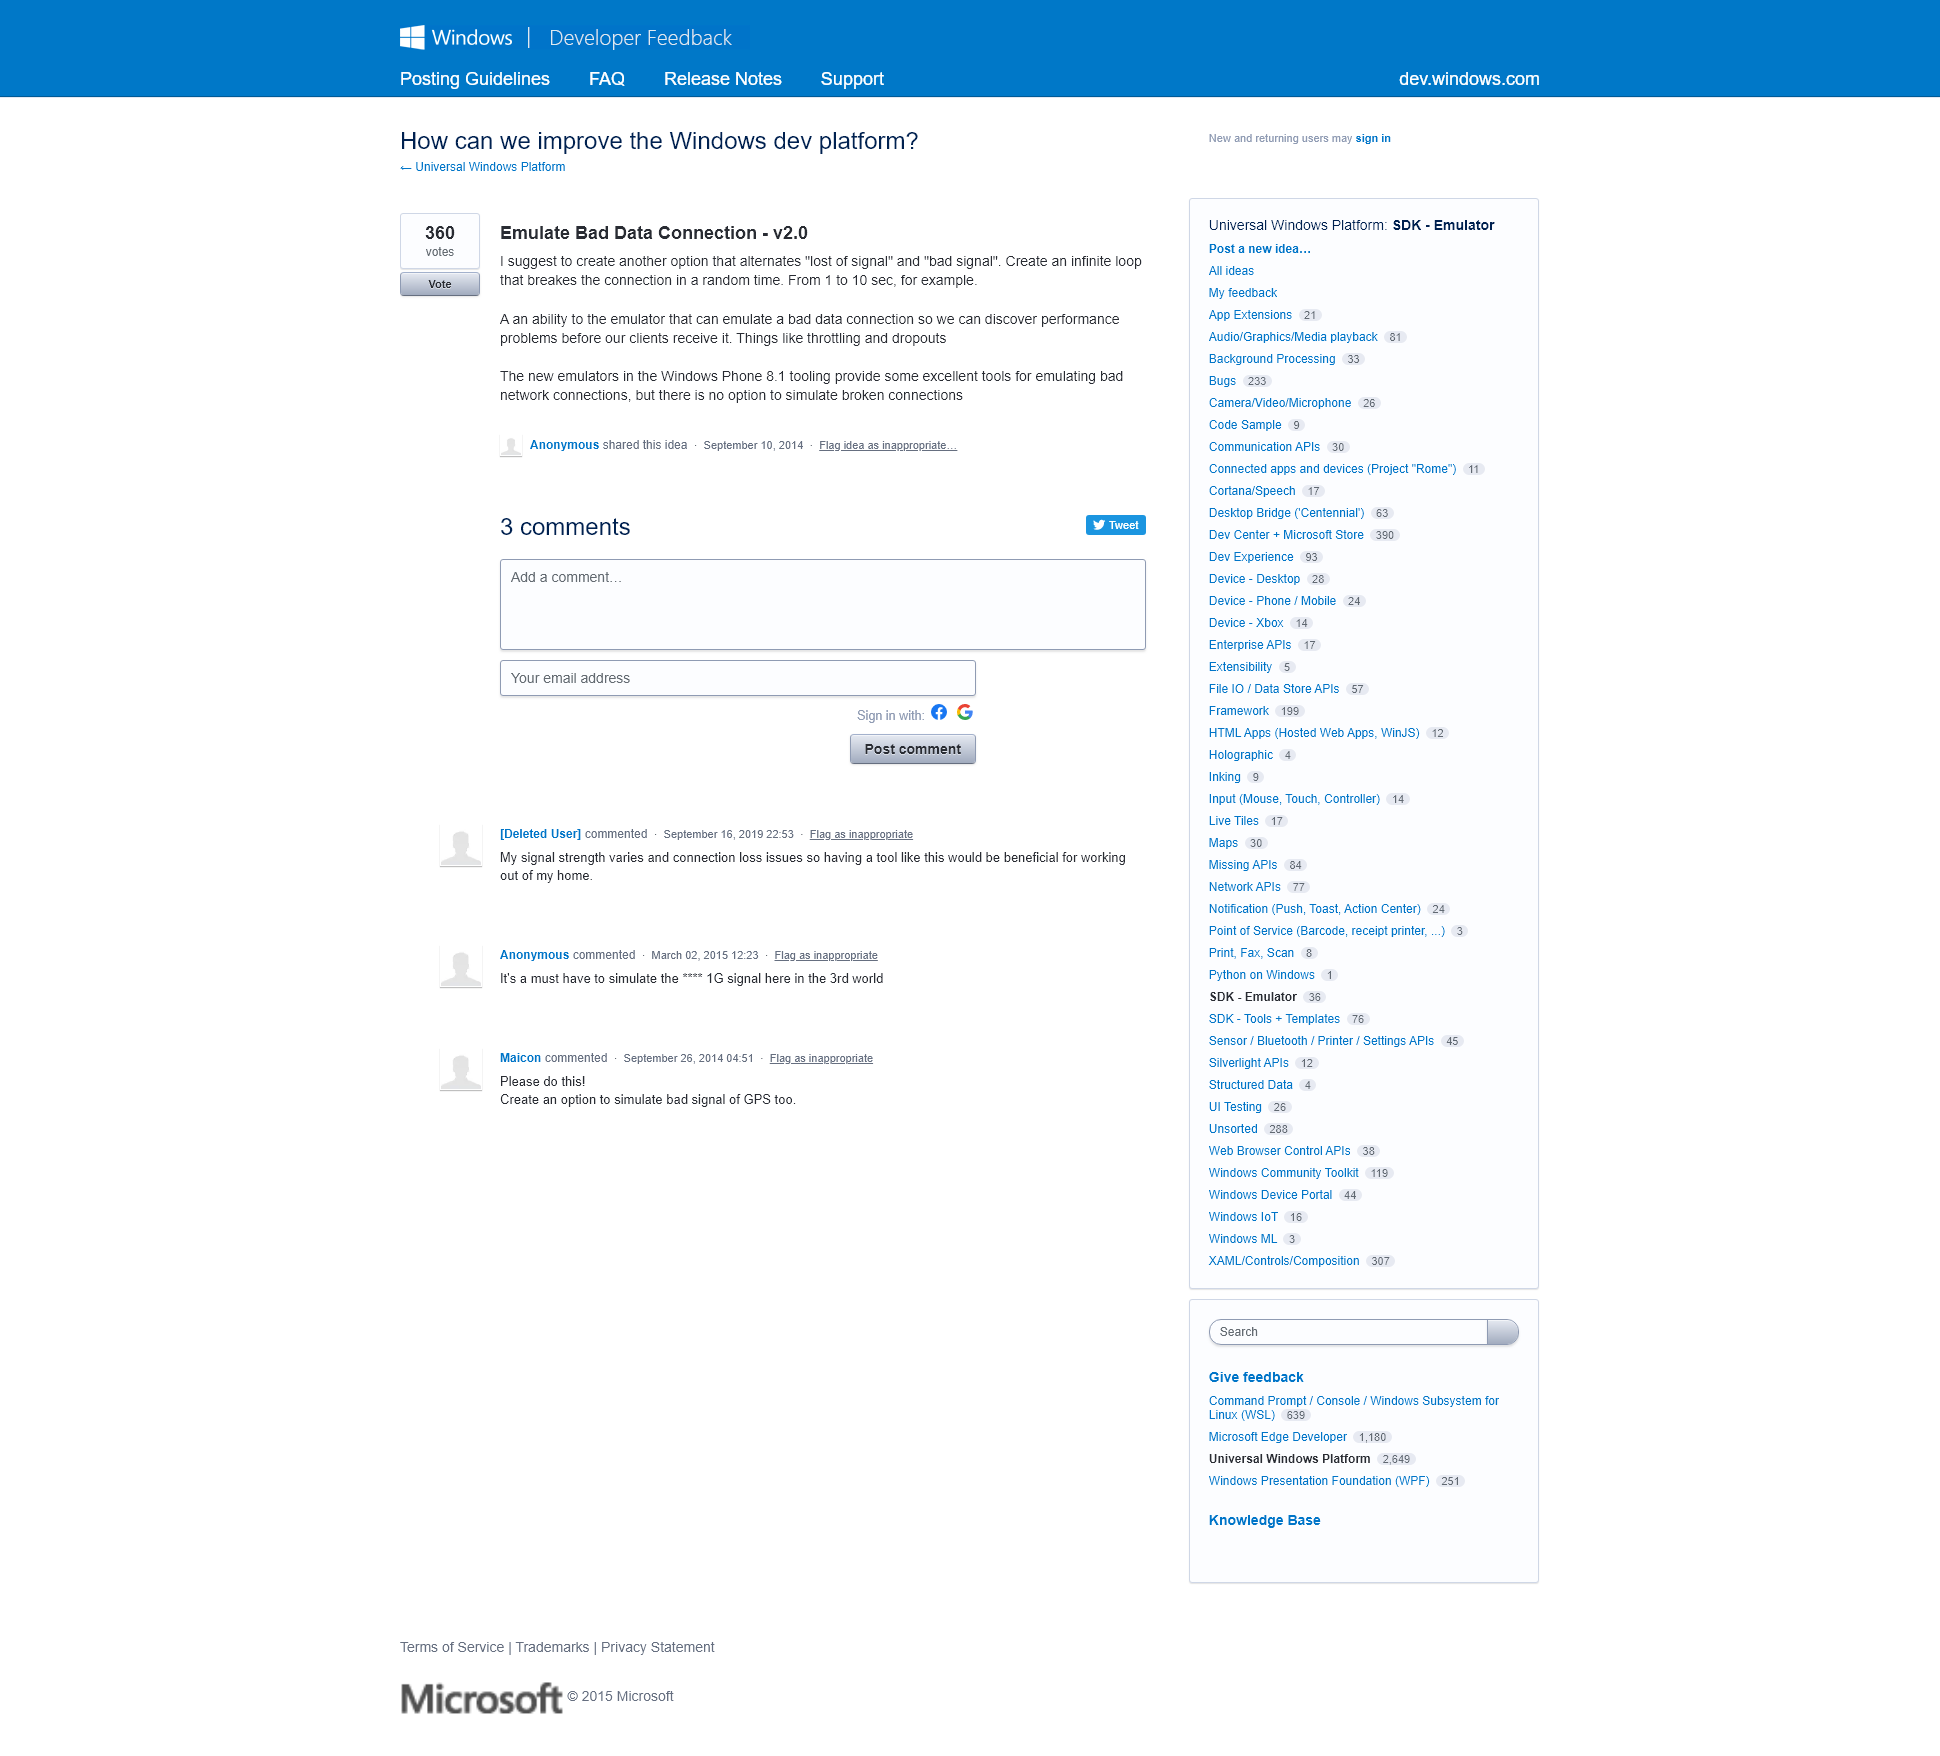 Windows | Developer Feedback
Posting Guidelines FAQ Release Notes Support dev.windows.com
How can we improve the Windows dev platform?
← Universal Windows Platform
New and returning users may sign in
360
votes
Vote
Emulate Bad Data Connection - v2.0
I suggest to create another option that alternates "lost of signal" and "bad signal". Create an infinite loop
that breakes the connection in a random time. From 1 to 10 sec, for example.
A an ability to the emulator that can emulate a bad data connection so we can discover performance
problems before our clients receive it. Things like throttling and dropouts
The new emulators in the Windows Phone 8.1 tooling provide some excellent tools for emulating bad
network connections, but there is no option to simulate broken connections
Anonymous shared this idea · September 10, 2014 · Flag idea as inappropriate…
3 comments
Tweet
Add a comment…
Your email address
Sign in with:
Post comment
[Deleted User] commented · September 16, 2019 22:53 · Flag as inappropriate
My signal strength varies and connection loss issues so having a tool like this would be beneficial for working
out of my home.
Anonymous commented · March 02, 2015 12:23 · Flag as inappropriate
It's a must have to simulate the **** 1G signal here in the 3rd world
Maicon commented · September 26, 2014 04:51 · Flag as inappropriate
Please do this!
Create an option to simulate bad signal of GPS too.
Universal Windows Platform: SDK - Emulator
Post a new idea…
All ideas
My feedback
App Extensions 21
Audio/Graphics/Media playback 81
Background Processing 33
Bugs 233
Camera/Video/Microphone 26
Code Sample 9
Communication APIs 30
Connected apps and devices (Project "Rome") 11
Cortana/Speech 17
Desktop Bridge ('Centennial') 63
Dev Center + Microsoft Store 390
Dev Experience 93
Device - Desktop 28
Device - Phone / Mobile 24
Device - Xbox 14
Enterprise APIs 17
Extensibility 5
File IO / Data Store APIs 57
Framework 199
HTML Apps (Hosted Web Apps, WinJS) 12
Holographic 4
Inking 9
Input (Mouse, Touch, Controller) 14
Live Tiles 17
Maps 30
Missing APIs 84
Network APIs 77
Notification (Push, Toast, Action Center) 24
Point of Service (Barcode, receipt printer, ...) 3
Print, Fax, Scan 8
Python on Windows 1
SDK - Emulator 36
SDK - Tools + Templates 76
Sensor / Bluetooth / Printer / Settings APIs 45
Silverlight APIs 12
Structured Data 4
UI Testing 26
Unsorted 288
Web Browser Control APIs 38
Windows Community Toolkit 119
Windows Device Portal 44
Windows IoT 16
Windows ML 3
XAML/Controls/Composition 307
Search
Give feedback
Command Prompt / Console / Windows Subsystem for
Linux (WSL) 639
Microsoft Edge Developer 1,180
Universal Windows Platform 2,649
Windows Presentation Foundation (WPF) 251
Knowledge Base
Terms of Service | Trademarks | Privacy Statement
Microsoft © 2015 Microsoft